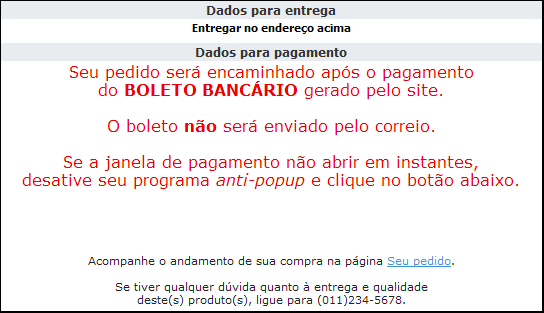 Dados para entrega
Entregar no endereço acima
Dados para pagamento
Seu pedido será encaminhado após o pagamento
do BOLETO BANCÁRIO gerado pelo site.
O boleto não será enviado pelo correio.
Se a janela de pagamento não abrir em instantes,
desative seu programa anti-popup e clique no botão abaixo.
Acompanhe o andamento de sua compra na página Seu pedido.
Se tiver qualquer dúvida quanto à entrega e qualidade
deste(s) produto(s), ligue para (011)234-5678.